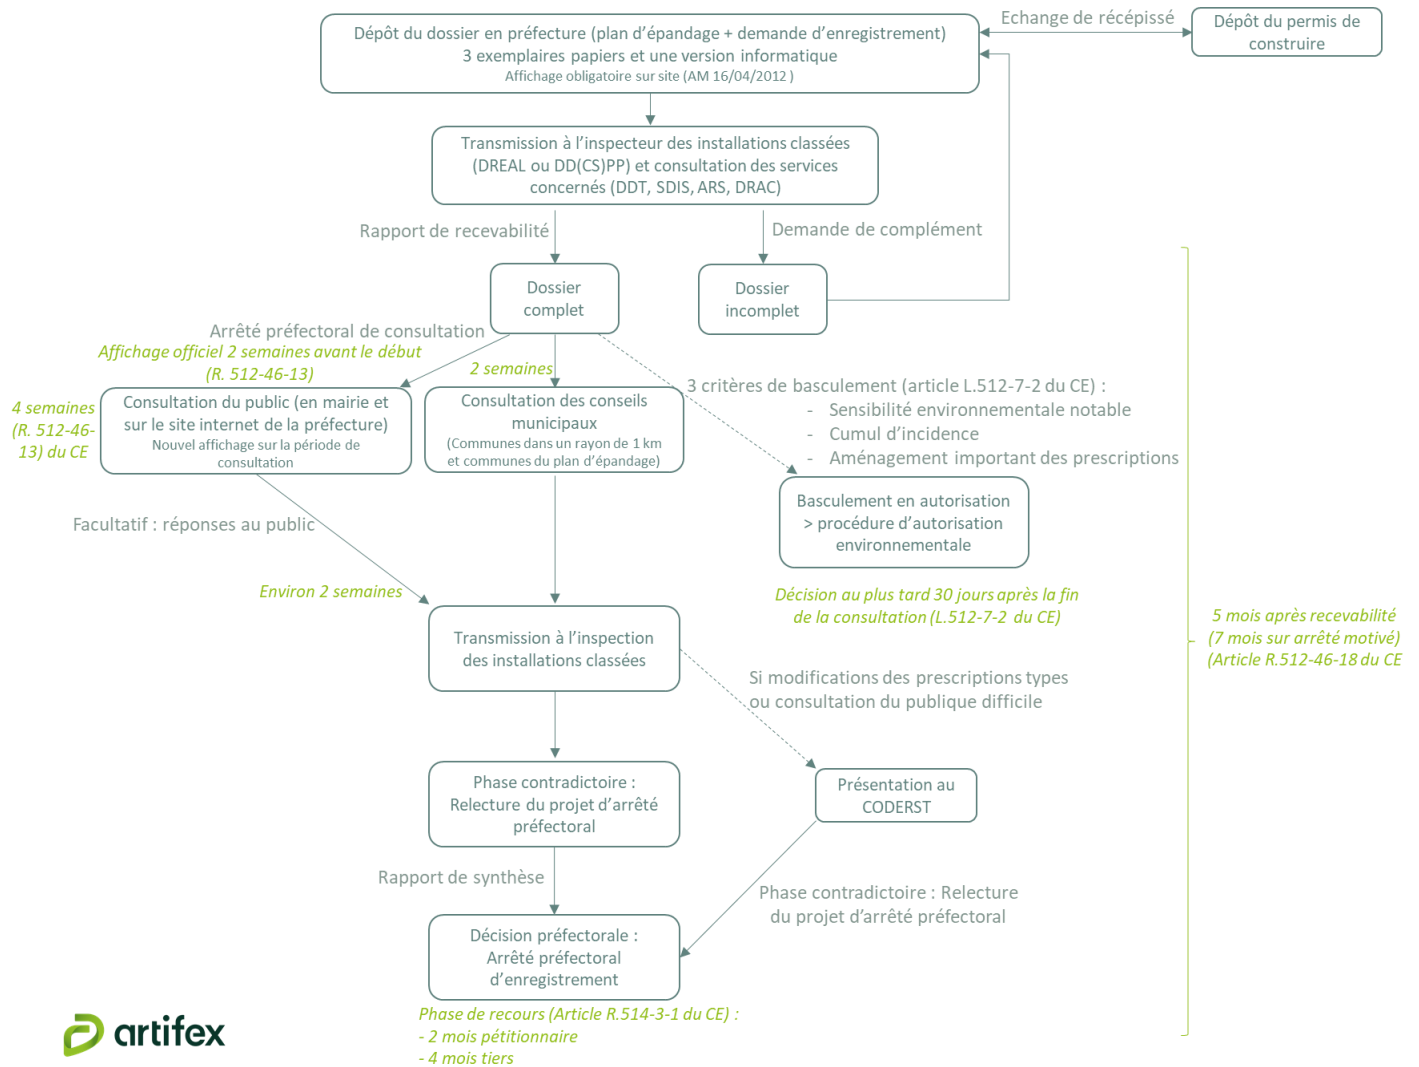 Dépôt du dossier en préfecture (plan d’épandage + demande d’enregistrement)
3 exemplaires papiers et une version informatique
Affichage obligatoire sur site (AM 16/04/2012 )
Echange de récépissé
Dépôt du permis de
construire
Transmission à l’inspecteur des installations classées
(DREAL ou DD(CS)PP) et consultation des services
concernés (DDT, SDIS, ARS, DRAC)
Rapport de recevabilité
Demande de complément
Dossier
complet
Dossier
incomplet
Arrêté préfectoral de consultation
Affichage officiel 2 semaines avant le début
(R. 512-46-13)
2 semaines
4 semaines
(R. 512-46-
13) du CE
Consultation du public (en mairie et
sur le site internet de la préfecture)
Nouvel affichage sur la période de
consultation
Consultation des conseils
municipaux
(Communes dans un rayon de 1 km
et communes du plan d’épandage)
3 critères de basculement (article L.512-7-2 du CE) :
- Sensibilité environnementale notable
- Cumul d’incidence
- Aménagement important des prescriptions
Basculement en autorisation
> procédure d’autorisation
environnementale
Facultatif : réponses au public
Environ 2 semaines
Décision au plus tard 30 jours après la fin
de la consultation (L.512-7-2 du CE)
5 mois après recevabilité
(7 mois sur arrêté motivé)
(Article R.512-46-18 du CE
Transmission à l’inspection
des installations classées
Si modifications des prescriptions types
ou consultation du publique difficile
Phase contradictoire :
Relecture du projet d’arrêté
préfectoral
Présentation au
CODERST
Rapport de synthèse
Phase contradictoire : Relecture
du projet d’arrêté préfectoral
Décision préfectorale :
Arrêté préfectoral
d’enregistrement
Phase de recours (Article R.514-3-1 du CE) :
- 2 mois pétitionnaire
- 4 mois tiers
artifex